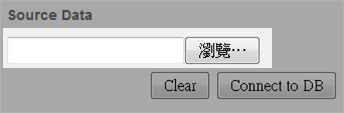 Source Data
瀏覽…
Clear Connect to DB